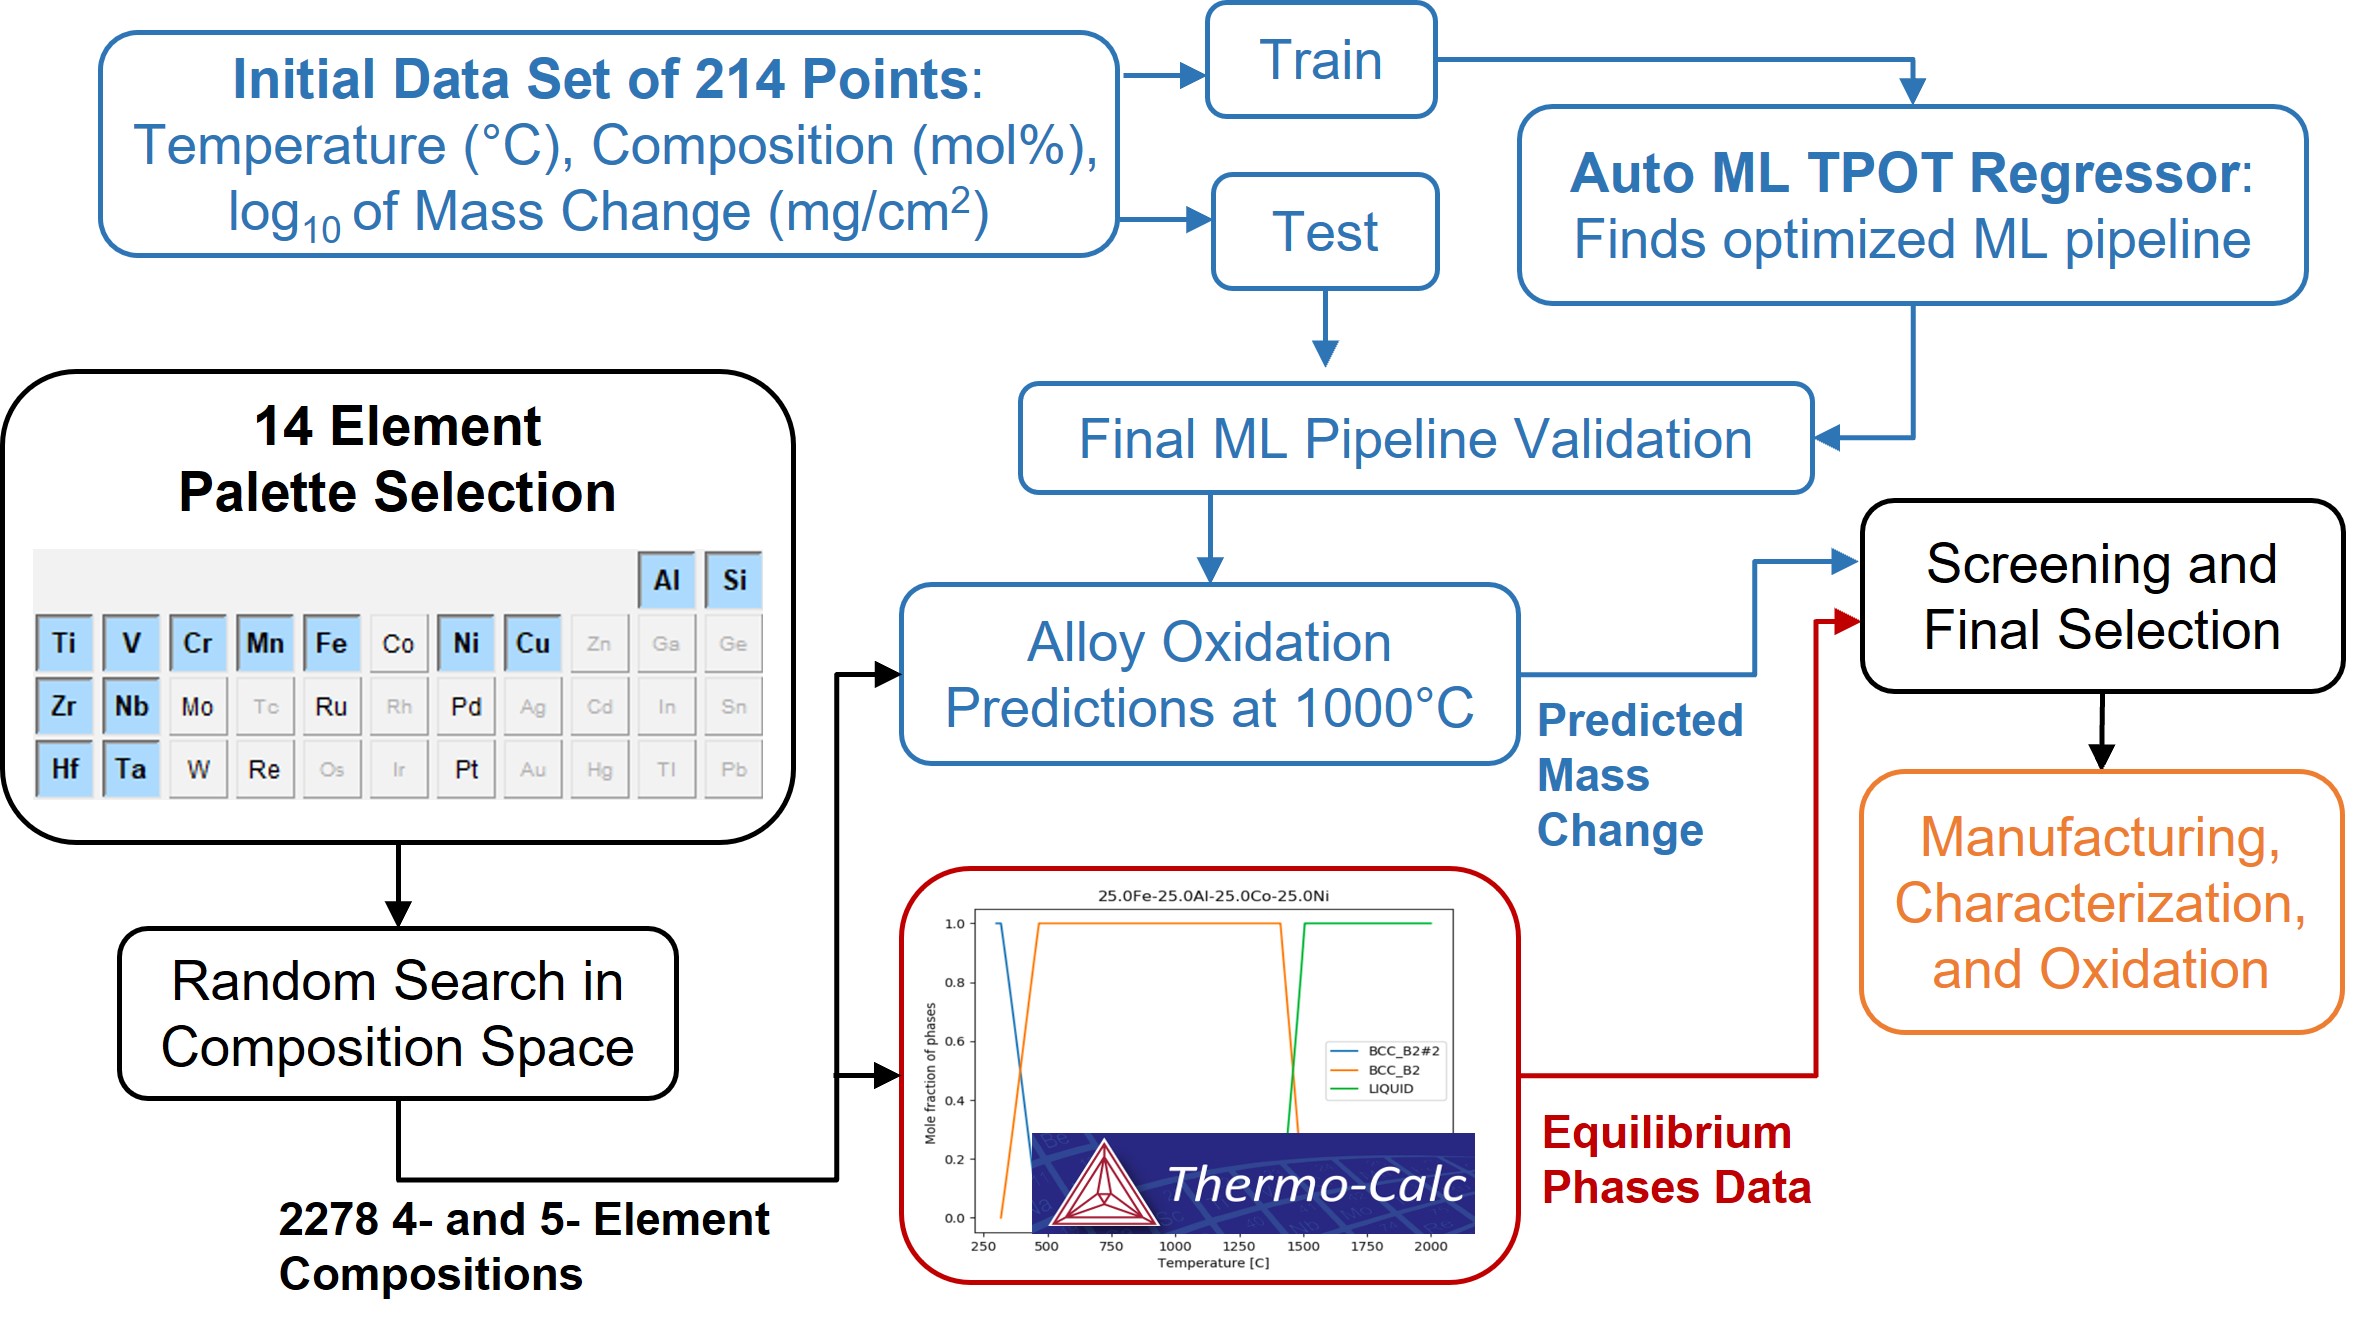 Initial Data Set of 214 Points:
Temperature (°C), Composition (mol%),
log10 of Mass Change (mg/cm2)
Train
Test
Auto ML TPOT Regressor:
Finds optimized ML pipeline
Final ML Pipeline Validation
14 Element
Palette Selection
Al Si
Ti V Cr Mn Fe Co Ni Cu Zn Ga Ge
Zr Nb Mo Tc Ru Rh Pd Ag Cd In Sn
Hf Ta W Re Os Ir Pt Au Hg Tl Pb
Random Search in
Composition Space
2278 4- and 5- Element
Compositions
Alloy Oxidation
Predictions at 1000°C
Predicted
Mass
Change
25.0Fe-25.0Al-25.0Co-25.0Ni
Mole fraction of phases
1.0
0.8
0.6
0.4
0.2
0.0
BCC_B2#2
BCC_B2
LIQUID
Thermo-Calc
250 500 750 1000 1250 1500 1750 2000
Temperature [C]
Equilibrium
Phases Data
Screening and
Final Selection
Manufacturing,
Characterization,
and Oxidation